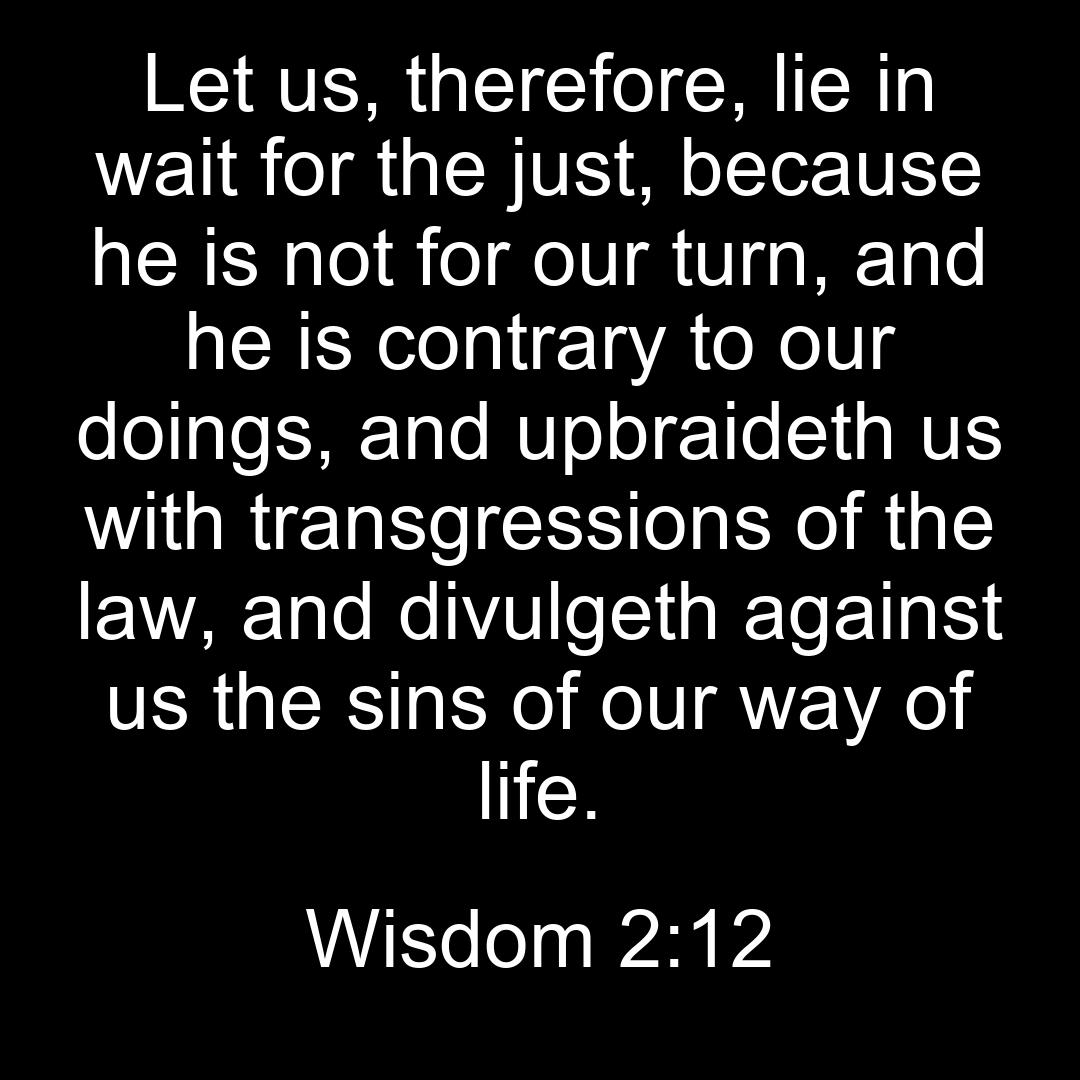 Let us, therefore, lie in
wait for the just, because
he is not for our turn, and
he is contrary to our
doings, and upbraideth us
with transgressions of the
law, and divulgeth against
us the sins of our way of
life.
Wisdom 2:12